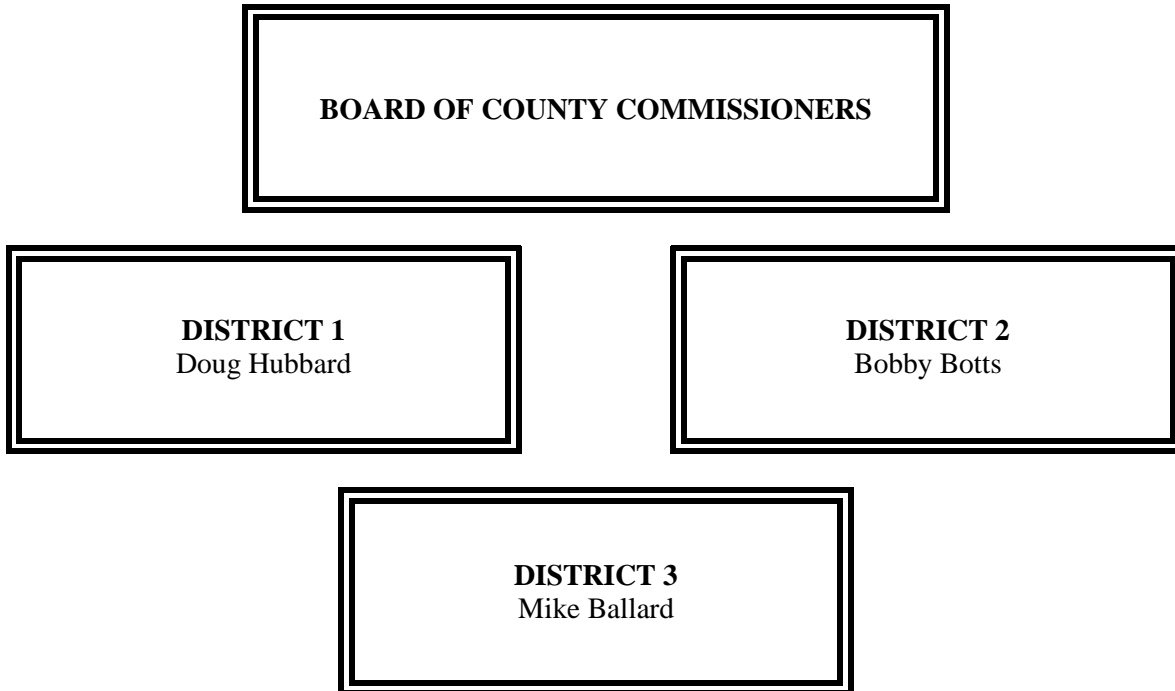 BOARD OF COUNTY COMMISSIONERS
DISTRICT 1
Doug Hubbard
DISTRICT 2
Bobby Botts
DISTRICT 3
Mike Ballard